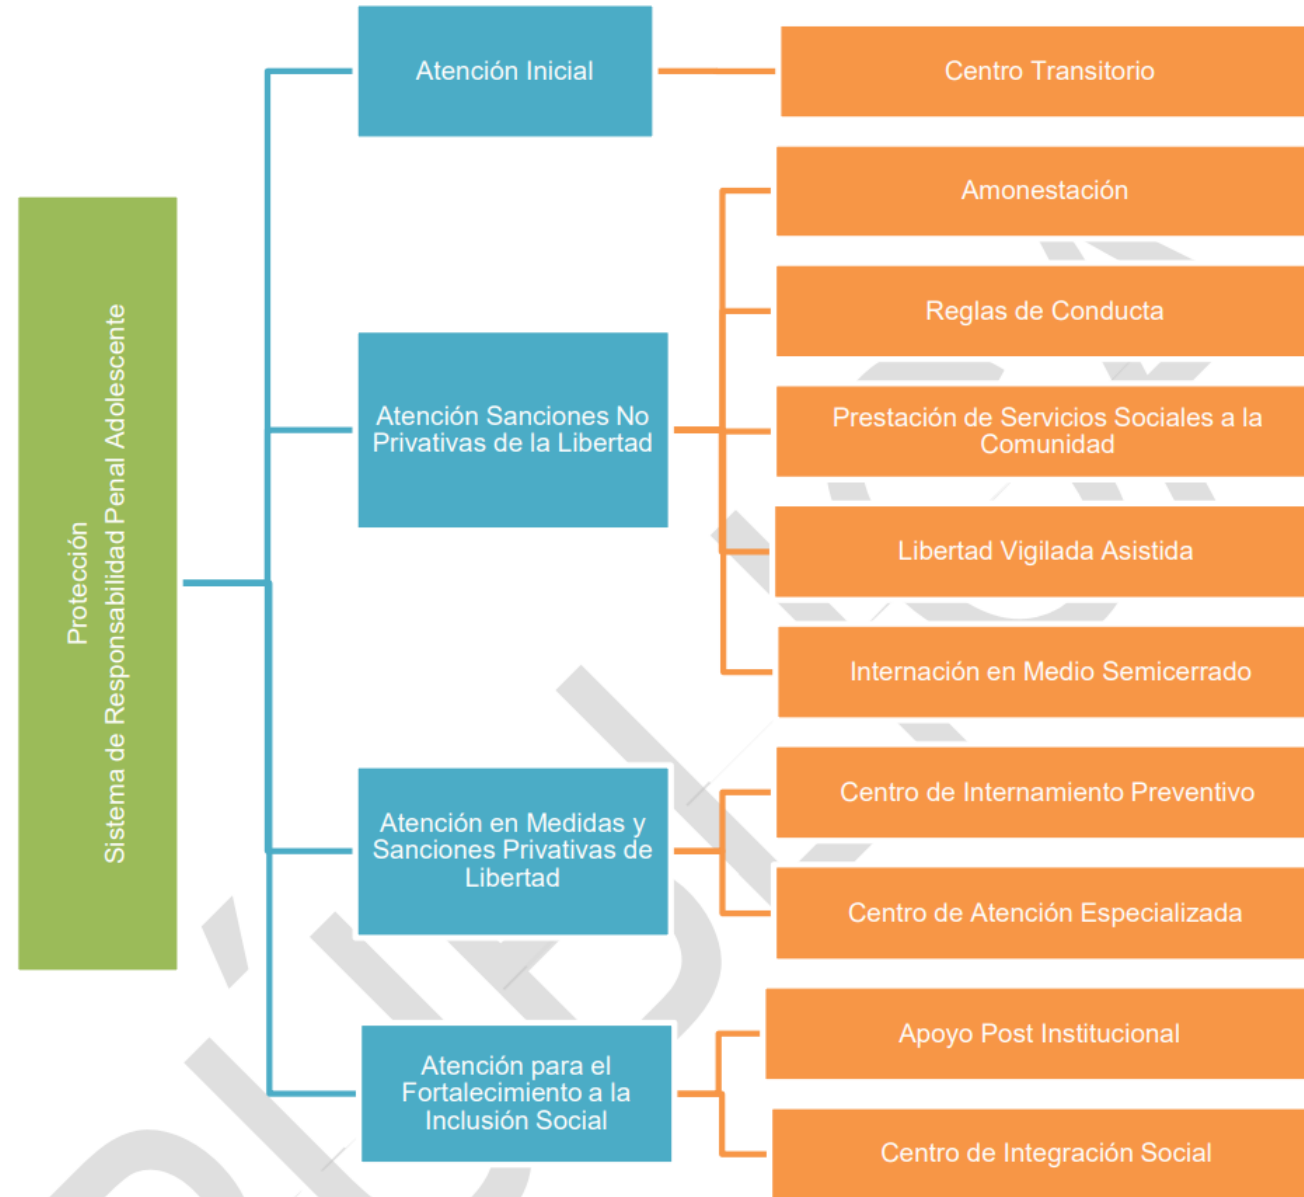 Protección
Sistema de Responsabilidad Penal Adolescente
Atención Inicial
Centro Transitorio
Atención Sanciones No
Privativas de la Libertad
Amonestación
Reglas de Conducta
Prestación de Servicios Sociales a la
Comunidad
Libertad Vigilada Asistida
Internación en Medio Semicerrado
Atención en Medidas y
Sanciones Privativas de
Libertad
Centro de Internamiento Preventivo
Centro de Atención Especializada
Atención para el
Fortalecimiento a la
Inclusión Social
Apoyo Post Institucional
Centro de Integración Social